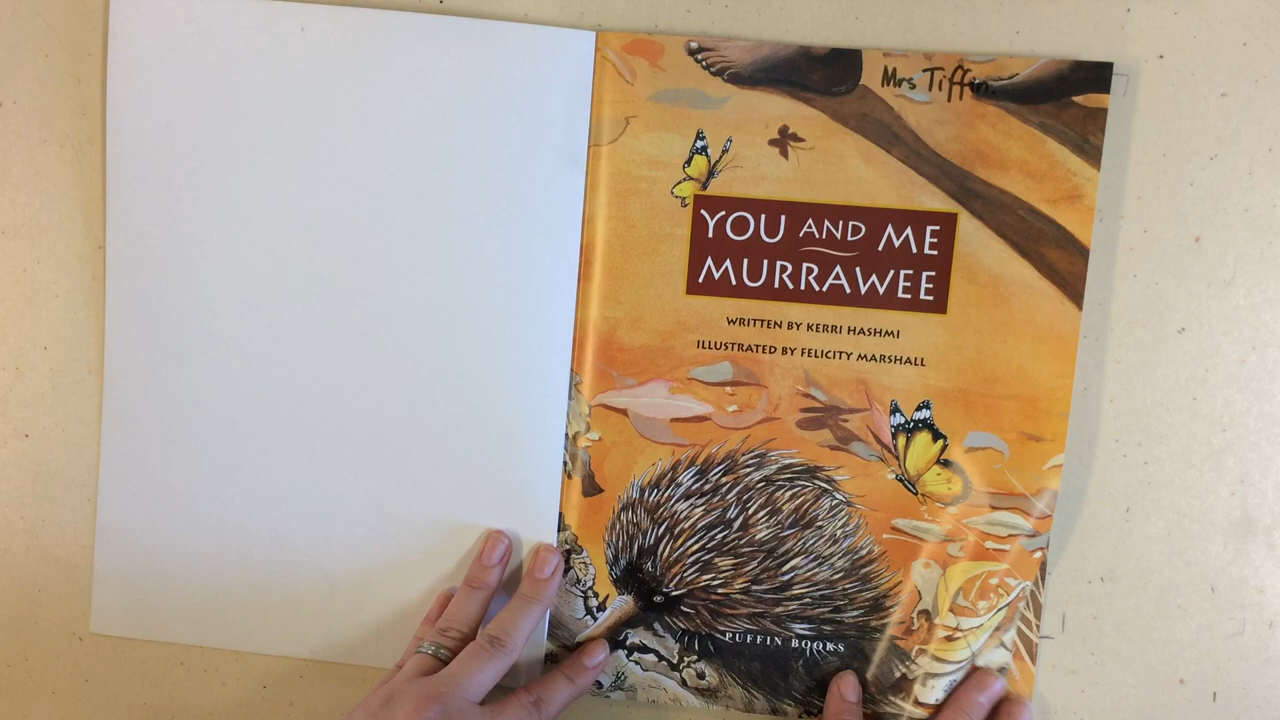 Mrs Tiffin.
YOU AND ME
MURRAWEE
WRITTEN BY KERRI HASHMI
ILLUSTRATED BY FELICITY MARSHALL
PUFFIN BOOKS